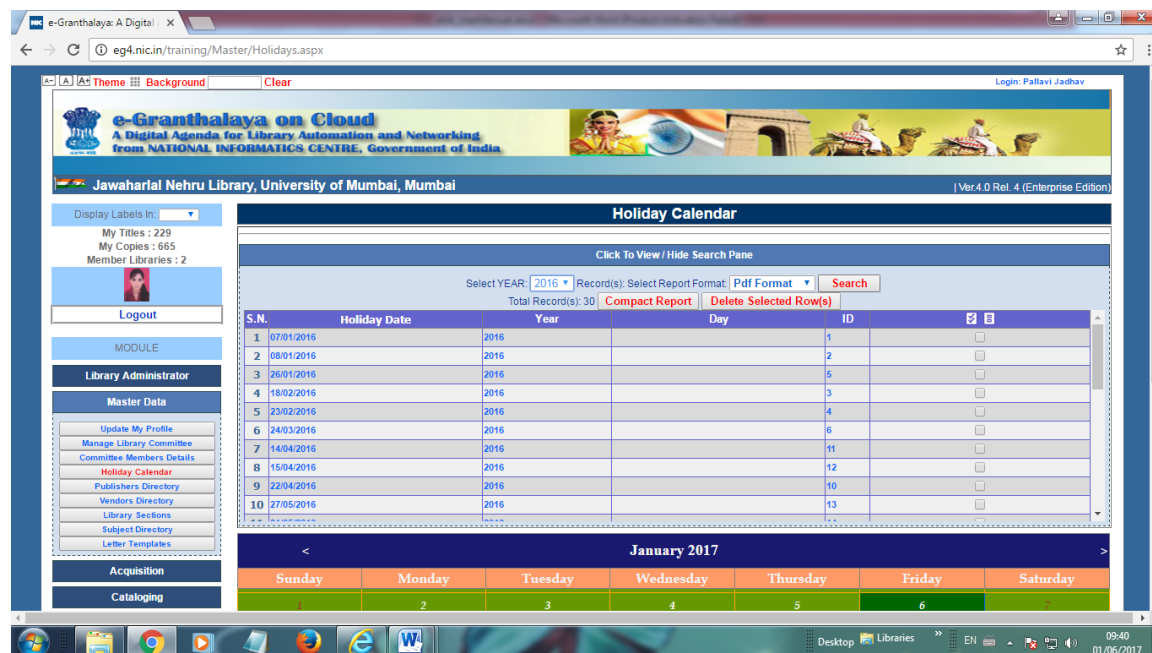 e-Granthalaya: A Digital
eg4.nic.in/training/Master/Holidays.aspx
A- A A+ Theme Background Clear
Login: Pallavi Jadhav
e-Granthalaya on Cloud
A Digital Agenda for Library Automation and Networking
from NATIONAL INFORMATICS CENTRE, Government of India
Jawaharlal Nehru Library, University of Mumbai, Mumbai
| Ver.4.0 Rel. 4 (Enterprise Edition)
Display Labels In:
My Titles : 229
My Copies : 665
Member Libraries : 2
Logout
MODULE
Library Administrator
Master Data
Update My Profile
Manage Library Committee
Committee Members Details
Holiday Calendar
Publishers Directory
Vendors Directory
Library Sections
Subject Directory
Letter Templates
Acquisition
Cataloging
Holiday Calendar
Click To View / Hide Search Pane
Select YEAR: 2016 Record(s): Select Report Format: Pdf Format Search
Total Record(s): 30 Compact Report Delete Selected Row(s)
S.N. Holiday Date Year Day ID
1 07/01/2016 2016 1
2 08/01/2016 2016 2
3 26/01/2016 2016 5
4 18/02/2016 2016 3
5 23/02/2016 2016 4
6 24/03/2016 2016 6
7 14/04/2016 2016 11
8 15/04/2016 2016 12
9 22/04/2016 2016 10
10 27/05/2016 2016 13
< January 2017 >
Sunday Monday Tuesday Wednesday Thursday Friday Saturday
1 2 3 4 5 6 7
Desktop Libraries » EN 09:40
01/06/2017